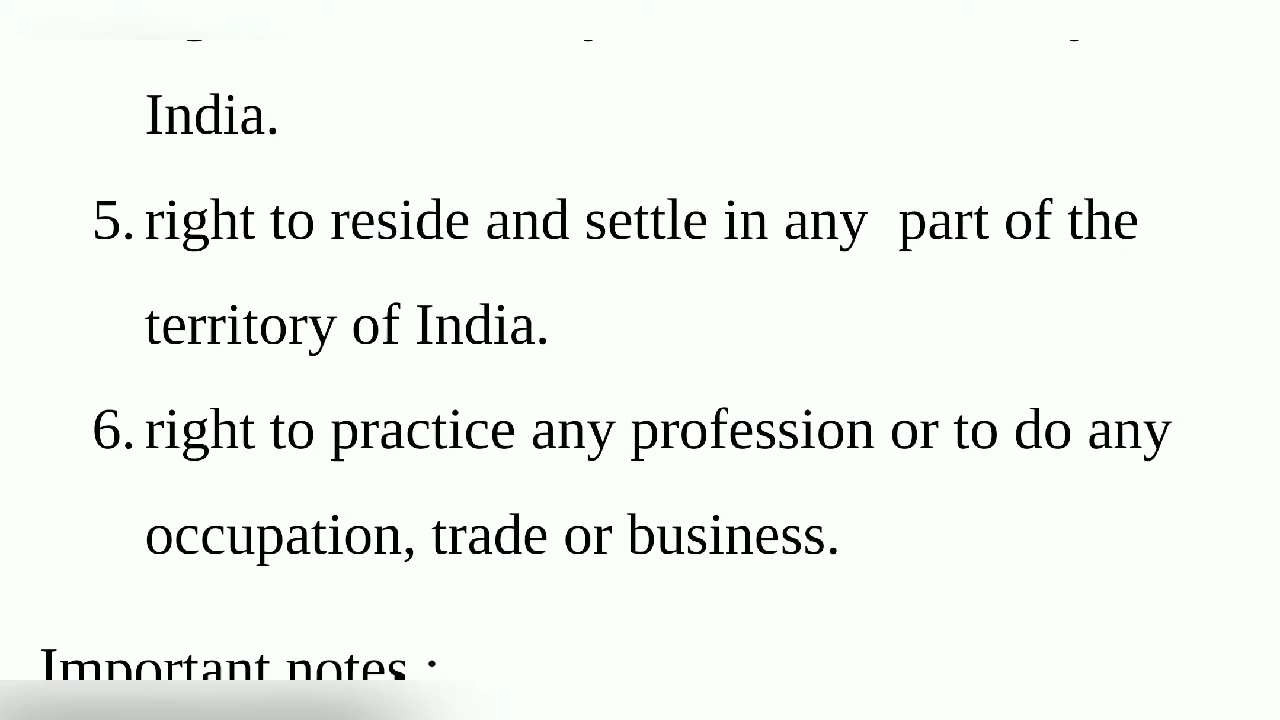 India.
5. right to reside and settle in any  part of the
territory of India.
6. right to practice any profession or to do any
occupation, trade or business.
Important notes :